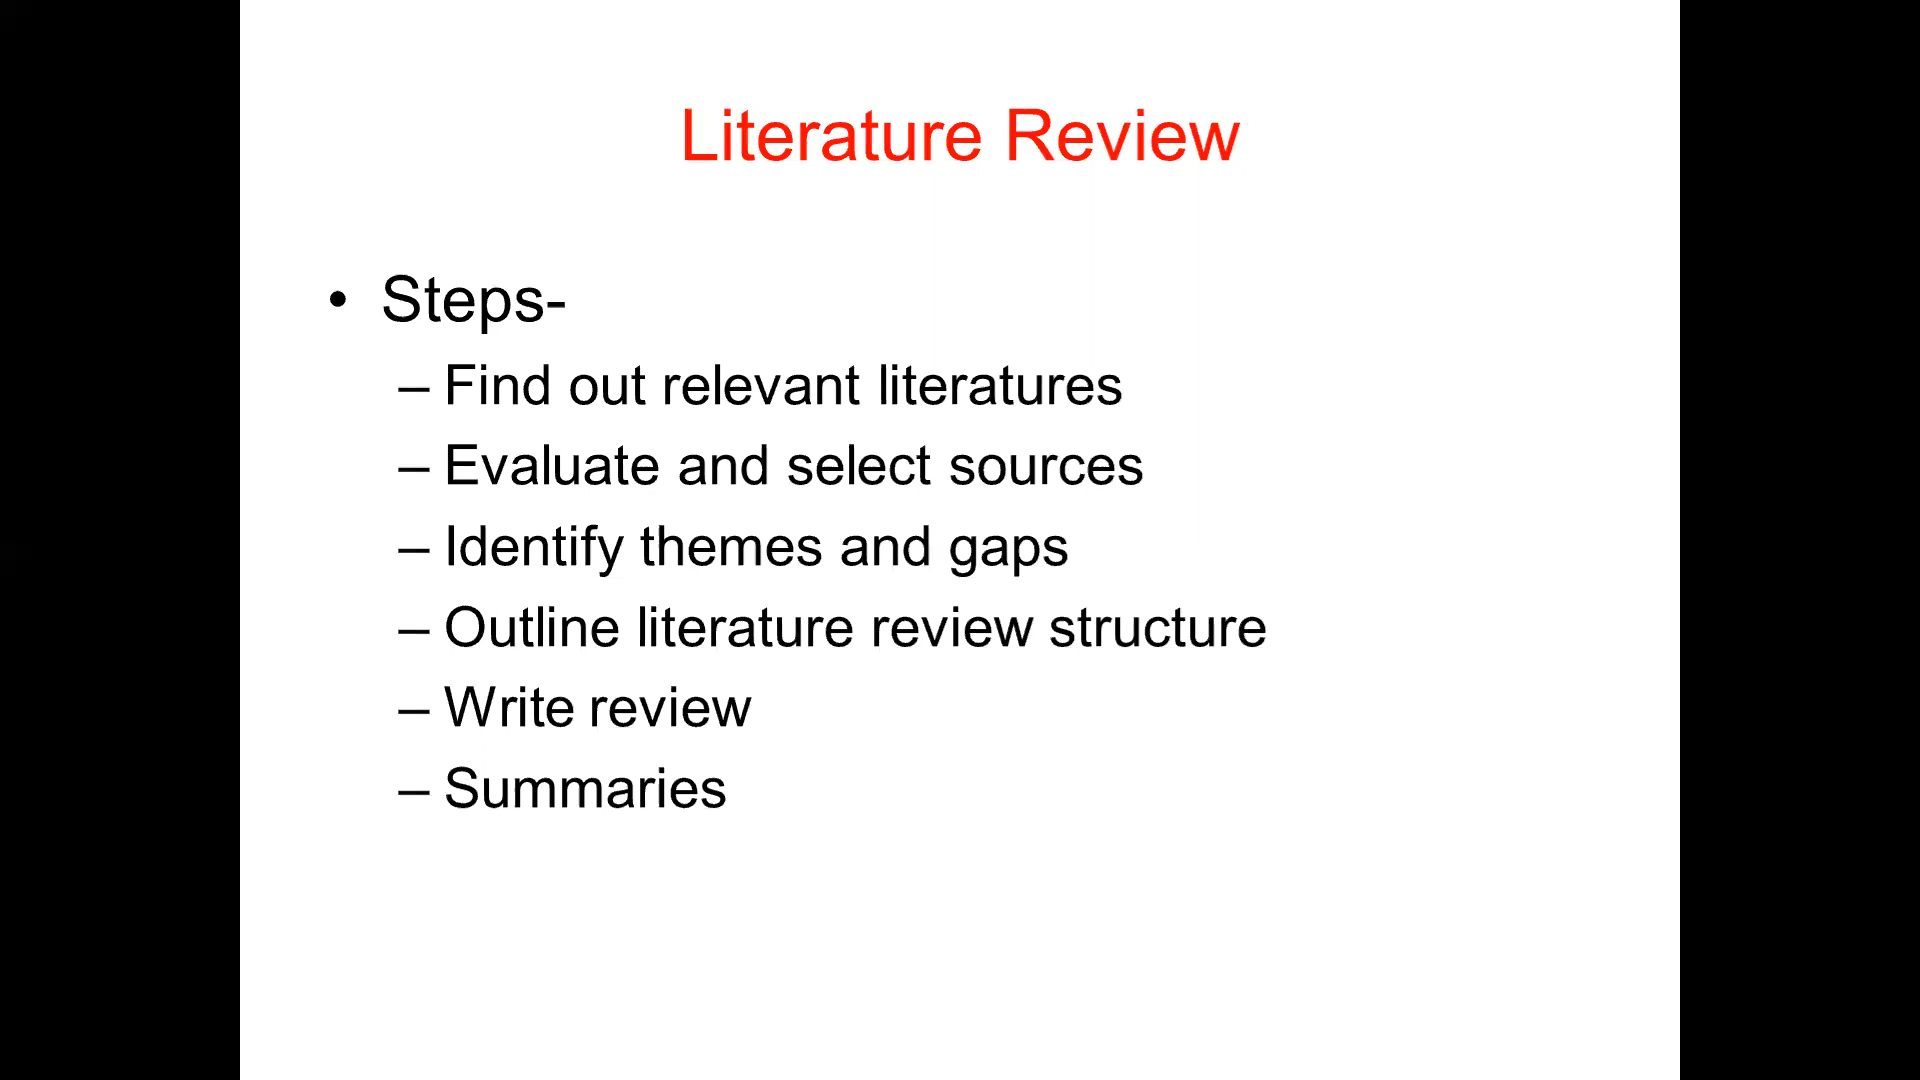 Literature Review
• Steps-
– Find out relevant literatures
– Evaluate and select sources
– Identify themes and gaps
– Outline literature review structure
– Write review
– Summaries